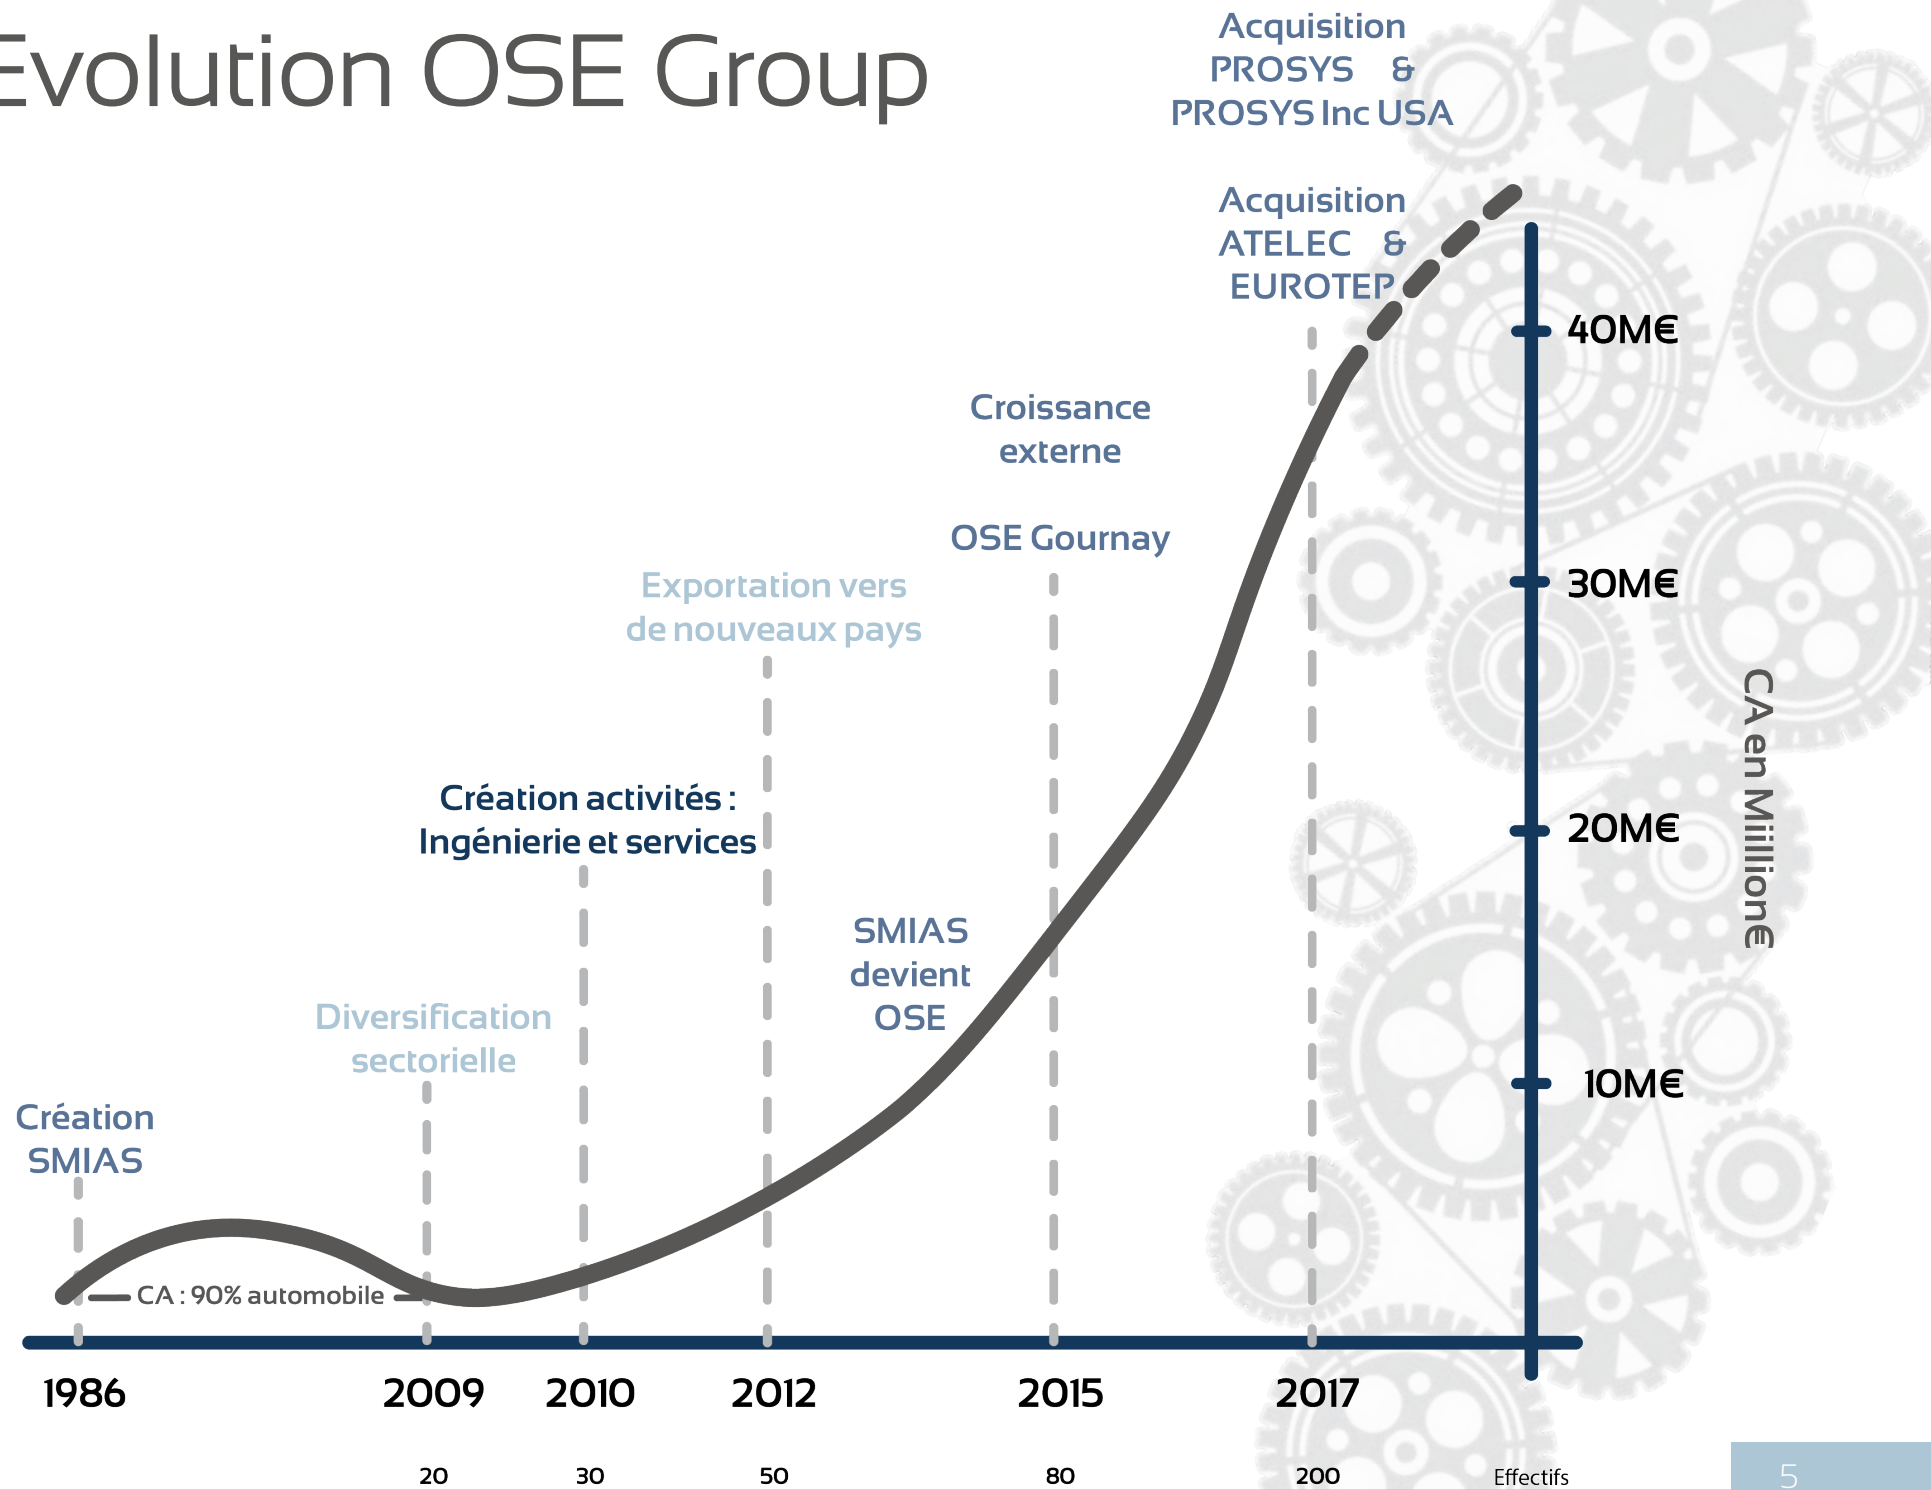 Evolution OSE Group
Acquisition
PROSYS &
PROSYS Inc USA
Acquisition
ATELEC &
EUROTEP
Croissance
externe
OSE Gournay
Exportation vers
de nouveaux pays
Création activités :
Ingénierie et services
SMIAS
devient
OSE
Diversification
sectorielle
Création
SMIAS
CA : 90% automobile
40M€
30M€
20M€
10M€
CA en Miillion€
1986
2009
2010
2012
2015
2017
20
30
50
80
200
Effectifs
5